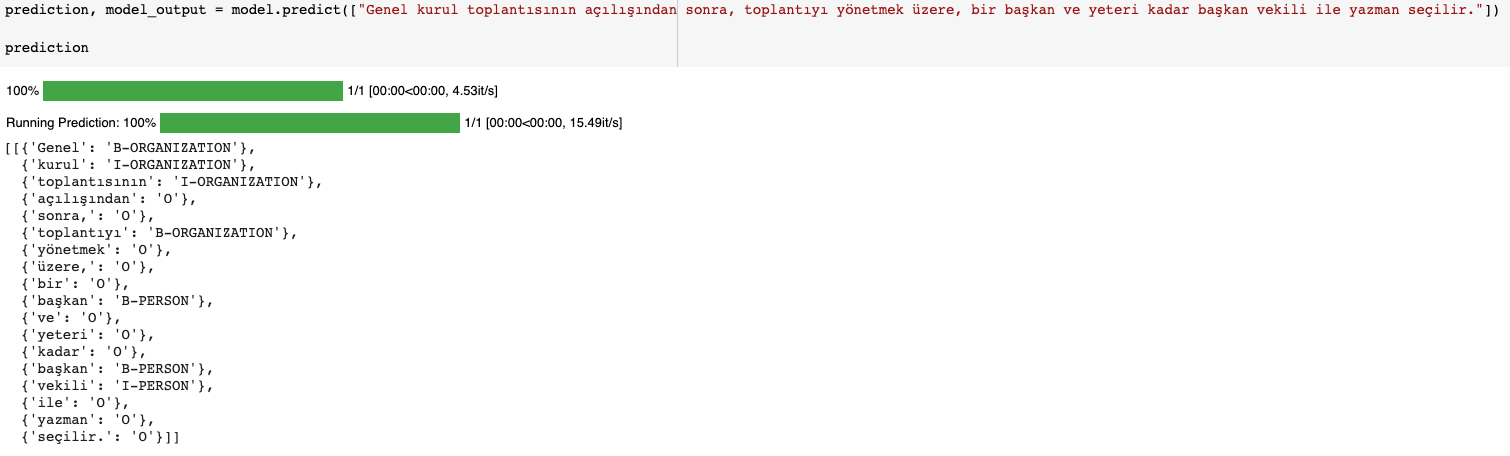 prediction, model_output = model.predict(["Genel kurul toplantısının açılışından sonra, toplantıyı yönetmek üzere, bir başkan ve yeteri kadar başkan vekili ile yazman seçilir."])
prediction
100% 1/1 [00:00<00:00, 4.53it/s]
Running Prediction: 100% 1/1 [00:00<00:00, 15.49it/s]
[[{'Genel': 'B-ORGANIZATION'},
{'kurul': 'I-ORGANIZATION'},
{'toplantısının': 'I-ORGANIZATION'},
{'açılışından': 'O'},
{'sonra,': 'O'},
{'toplantıyı': 'B-ORGANIZATION'},
{'yönetmek': 'O'},
{'üzere,': 'O'},
{'bir': 'O'},
{'başkan': 'B-PERSON'},
{'ve': 'O'},
{'yeteri': 'O'},
{'kadar': 'O'},
{'başkan': 'B-PERSON'},
{'vekili': 'I-PERSON'},
{'ile': 'O'},
{'yazman': 'O'},
{'seçilir.': 'O'}]]